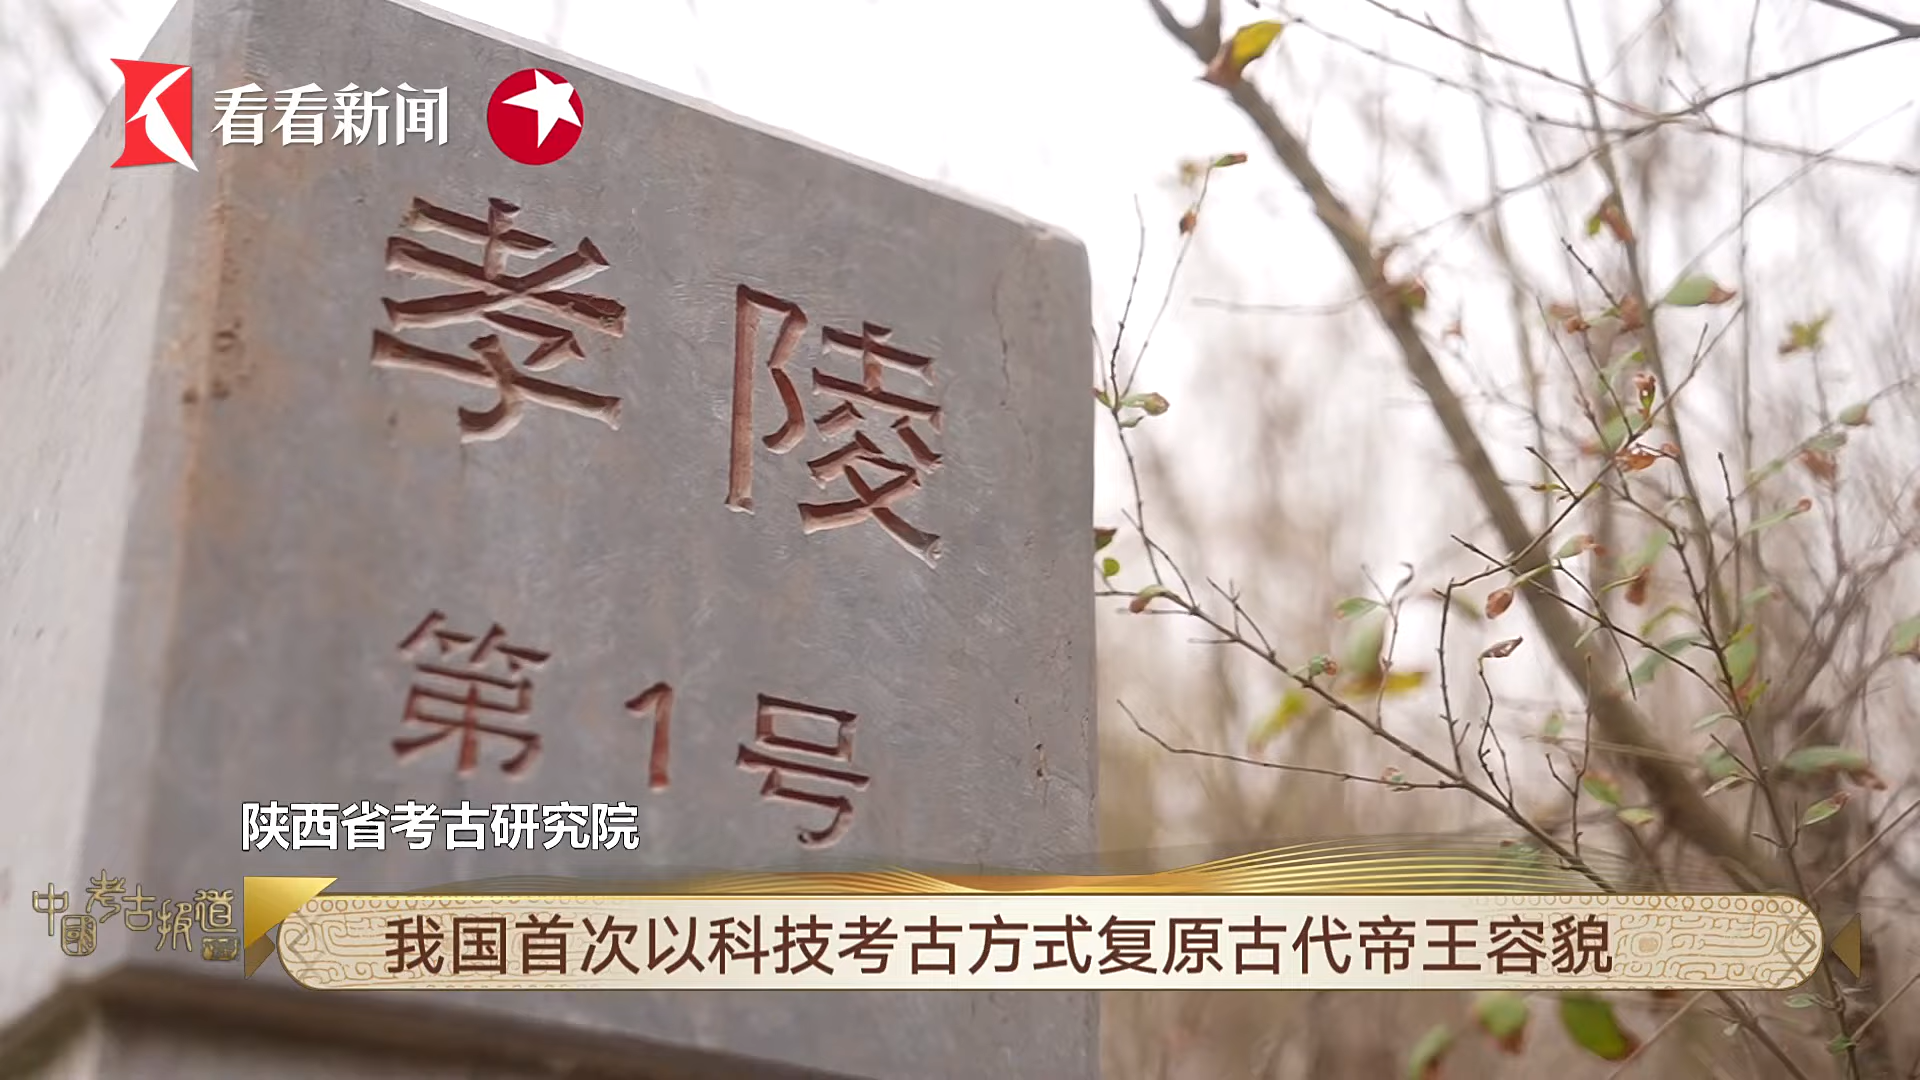 看看新闻
孝陵
第1号
陕西省考古研究院
中國考古报道
我国首次以科技考古方式复原古代帝王容貌